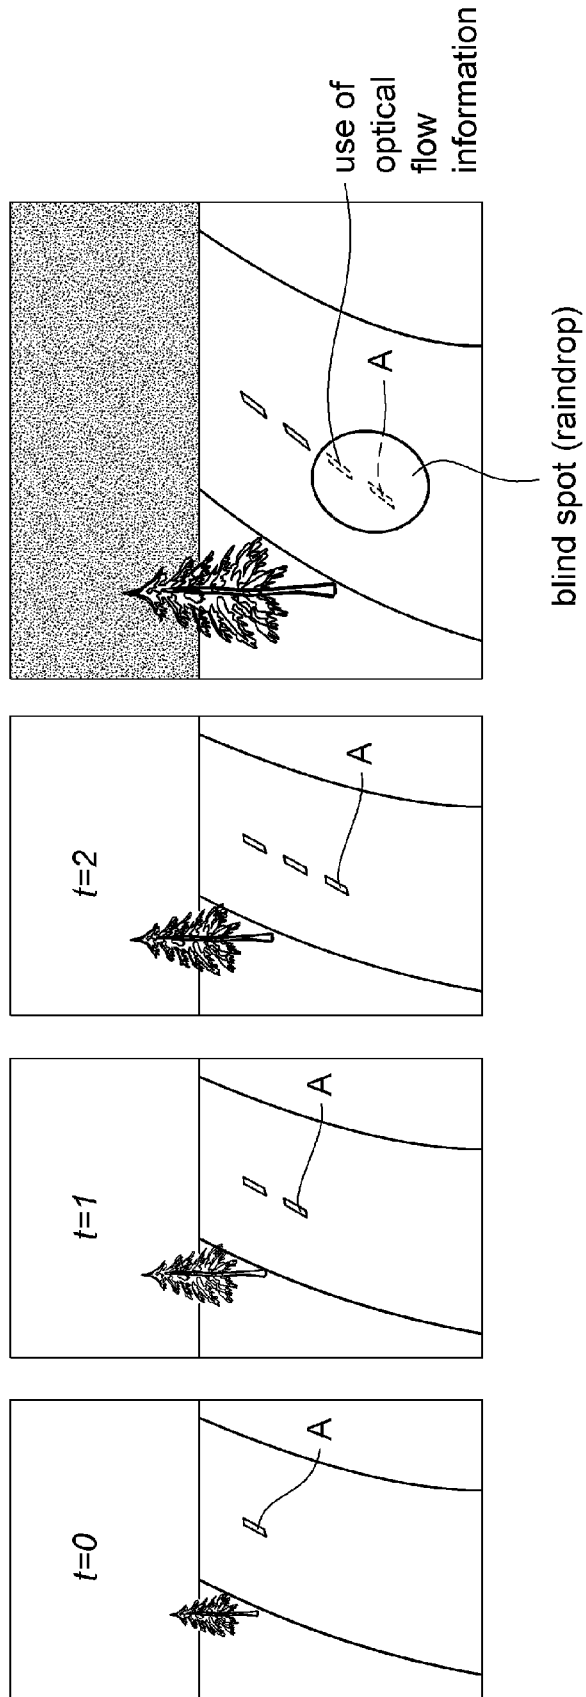 t=0
A
t=1
A
t=2
A
A
use of
optical
flow
information
blind spot (raindrop)